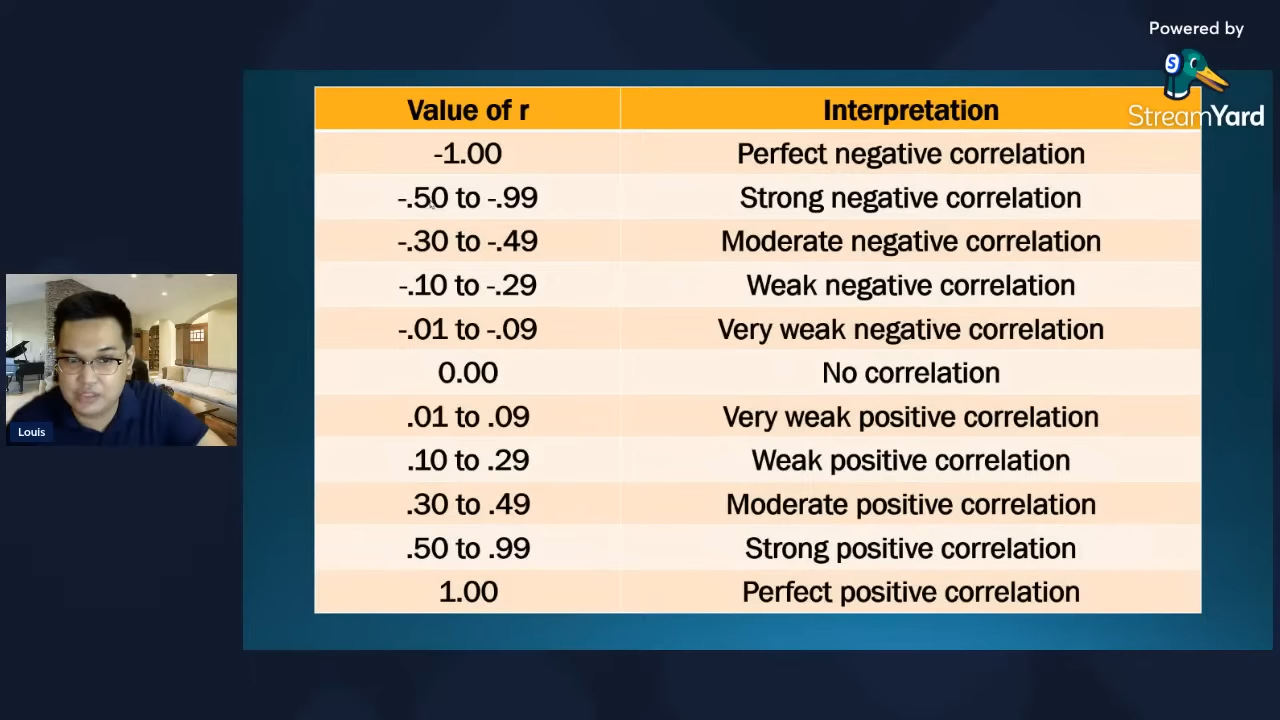 Powered by
S
StreamYard
Value of r Interpretation
-1.00 Perfect negative correlation
-.50 to -.99 Strong negative correlation
-.30 to -.49 Moderate negative correlation
-.10 to -.29 Weak negative correlation
-.01 to -.09 Very weak negative correlation
0.00 No correlation
.01 to .09 Very weak positive correlation
.10 to .29 Weak positive correlation
.30 to .49 Moderate positive correlation
.50 to .99 Strong positive correlation
1.00 Perfect positive correlation
Louis